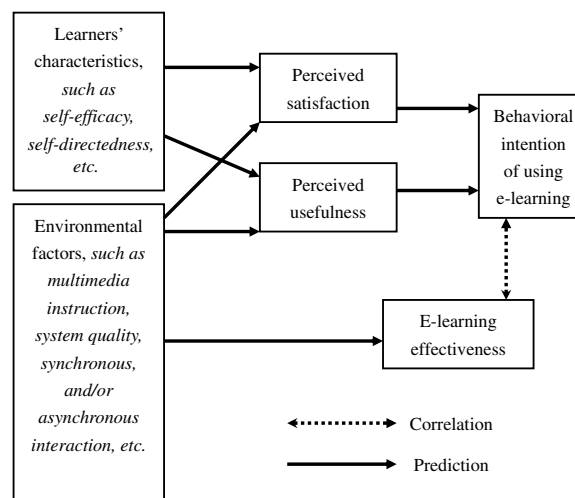 Learners’
characteristics,
such as
self-efficacy,
self-directedness,
etc.
Environmental
factors, such as
multimedia
instruction,
system quality,
synchronous,
and/or
asynchronous
interaction, etc.
Perceived
satisfaction
Perceived
usefulness
Behavioral
intention
of using
e-learning
E-learning
effectiveness
Correlation
Prediction